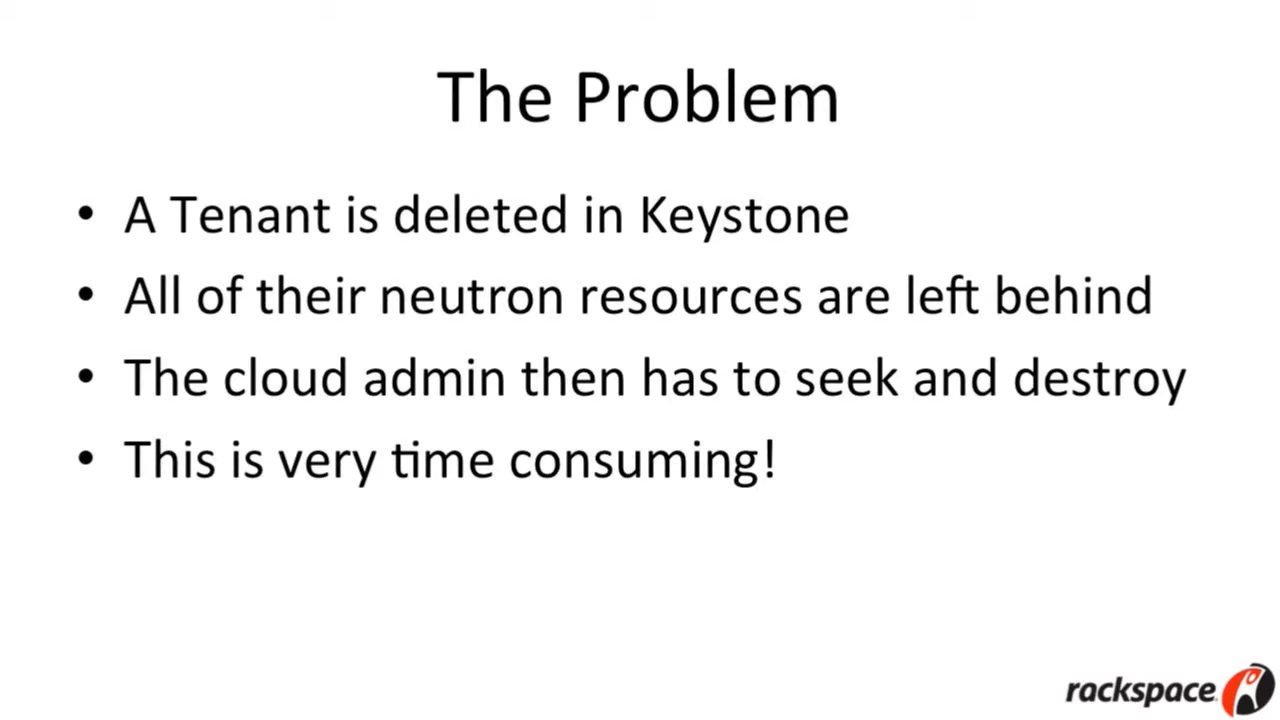 The Problem
• A Tenant is deleted in Keystone
• All of their neutron resources are left behind
• The cloud admin then has to seek and destroy
• This is very time consuming!
rackspace